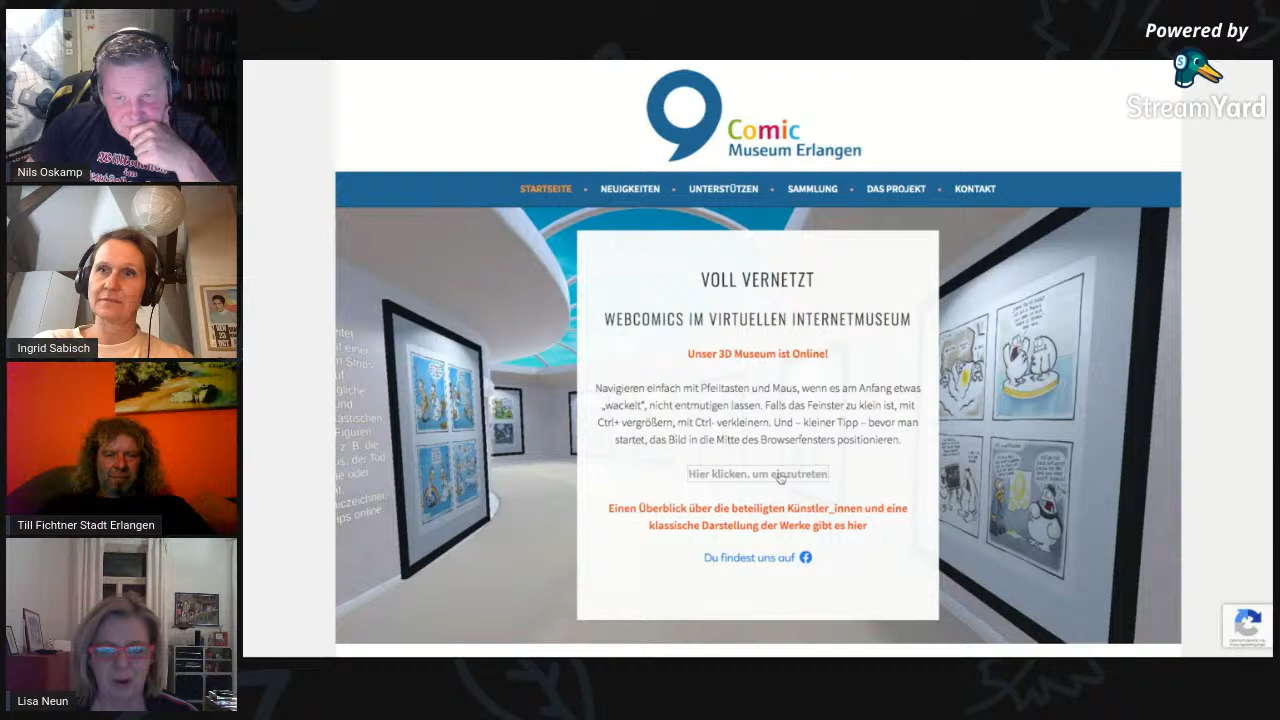 Powered by
StreamYard
Nils Oskamp
Ingrid Sabisch
Till Fichtner Stadt Erlangen
Lisa Neun
9 Comic
Museum Erlangen
STARTSEITE • NEUIGKEITEN • UNTERSTÜTZEN • SAMMLUNG • DAS PROJEKT • KONTAKT
VOLL VERNETZT
WEBCOMICS IM VIRTUELLEN INTERNETMUSEUM
Unser 3D Museum ist Online!
Navigieren einfach mit Pfeiltasten und Maus, wenn es am Anfang etwas
„wackelt“, nicht entmutigen lassen. Falls das Feinster zu klein ist, mit
Ctrl+ vergrößern, mit Ctrl- verkleinern. Und – kleiner Tipp – bevor man
startet, das Bild in die Mitte des Browserfensters positionieren.
Hier klicken, um einzutreten
Einen Überblick über die beteiligten Künstler_innen und eine
klassische Darstellung der Werke gibt es hier
Du findest uns auf